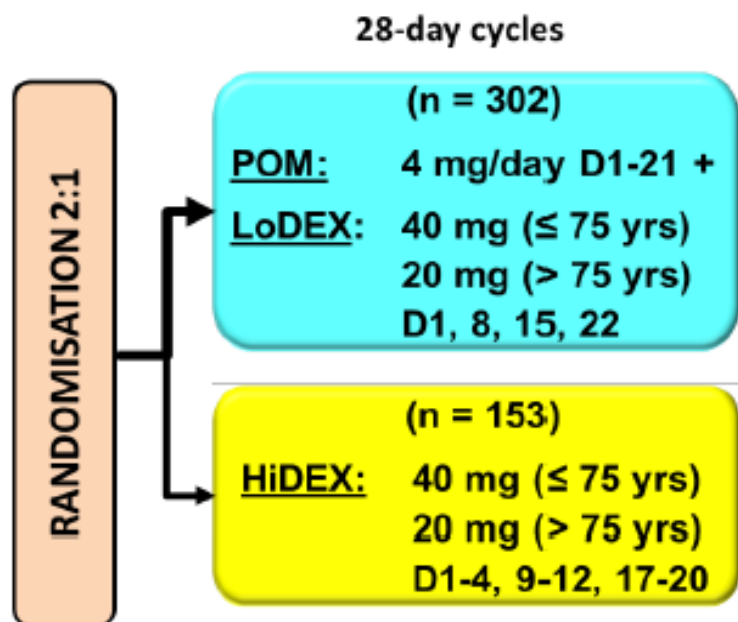 28-day cycles
RANDOMISATION 2:1
(n = 302)
POM: 4 mg/day D1-21 +
LoDEX: 40 mg (≤ 75 yrs)
20 mg (> 75 yrs)
D1, 8, 15, 22
(n = 153)
HiDEX: 40 mg (≤ 75 yrs)
20 mg (> 75 yrs)
D1-4, 9-12, 17-20